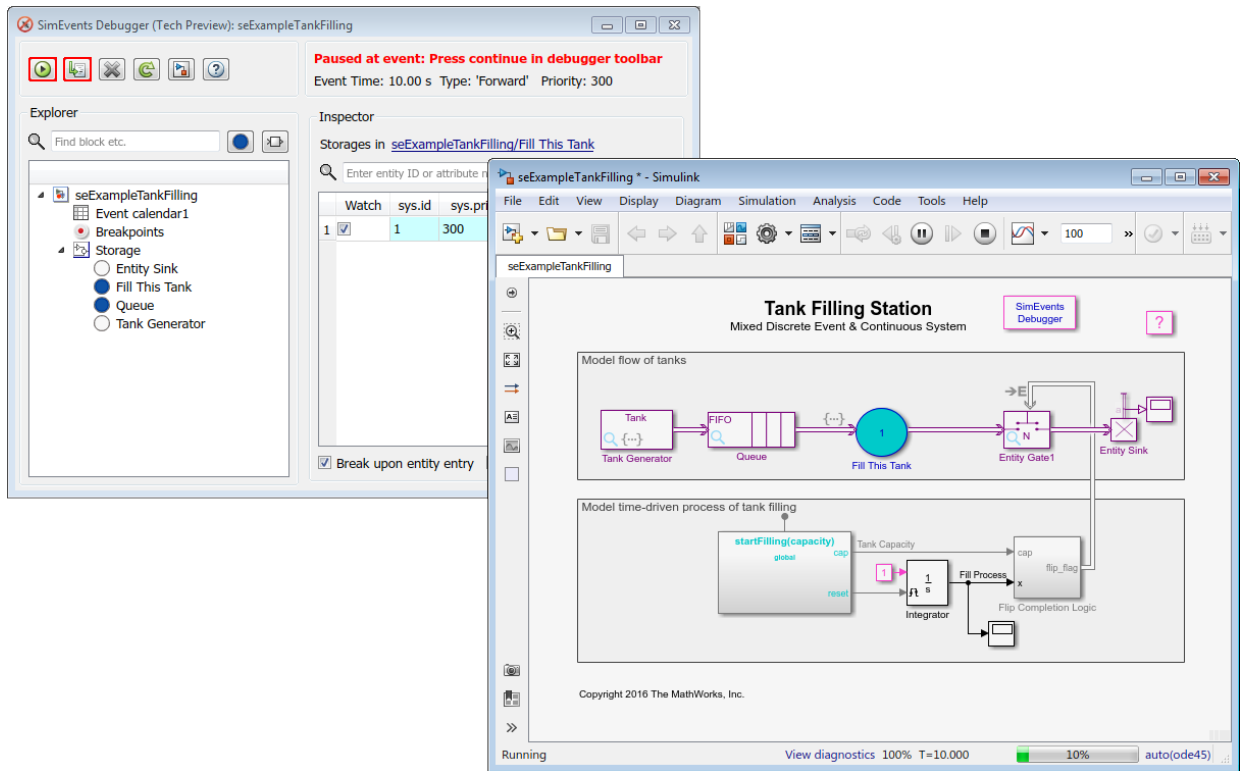 SimEvents Debugger (Tech Preview): seExampleTankFilling
Paused at event: Press continue in debugger toolbar
Event Time: 10.00 s Type: 'Forward' Priority: 300
Explorer
Find block etc.
seExampleTankFilling
Event calendar1
Breakpoints
Storage
Entity Sink
Fill This Tank
Queue
Tank Generator
Inspector
Storages in seExampleTankFilling/Fill This Tank
Enter entity ID or attribute n
Watch sys.id sys.pri
1 1 300
Break upon entity entry
seExampleTankFilling * - Simulink
File Edit View Display Diagram Simulation Analysis Code Tools Help
100 »
seExampleTankFilling
Tank Filling Station
Mixed Discrete Event & Continuous System
SimEvents
Debugger
?
Model flow of tanks
Tank
{...}
Tank Generator
FIFO
Queue
{...}
1
Fill This Tank
E
N
Entity Gate1
Entity Sink
Model time-driven process of tank filling
startFilling(capacity)
global
cap
reset
Tank Capacity
1
1
s
Integrator
Fill Process
cap
x
flip_flag
Flip Completion Logic
Copyright 2016 The MathWorks, Inc.
Running View diagnostics 100% T=10.000 10% auto(ode45)